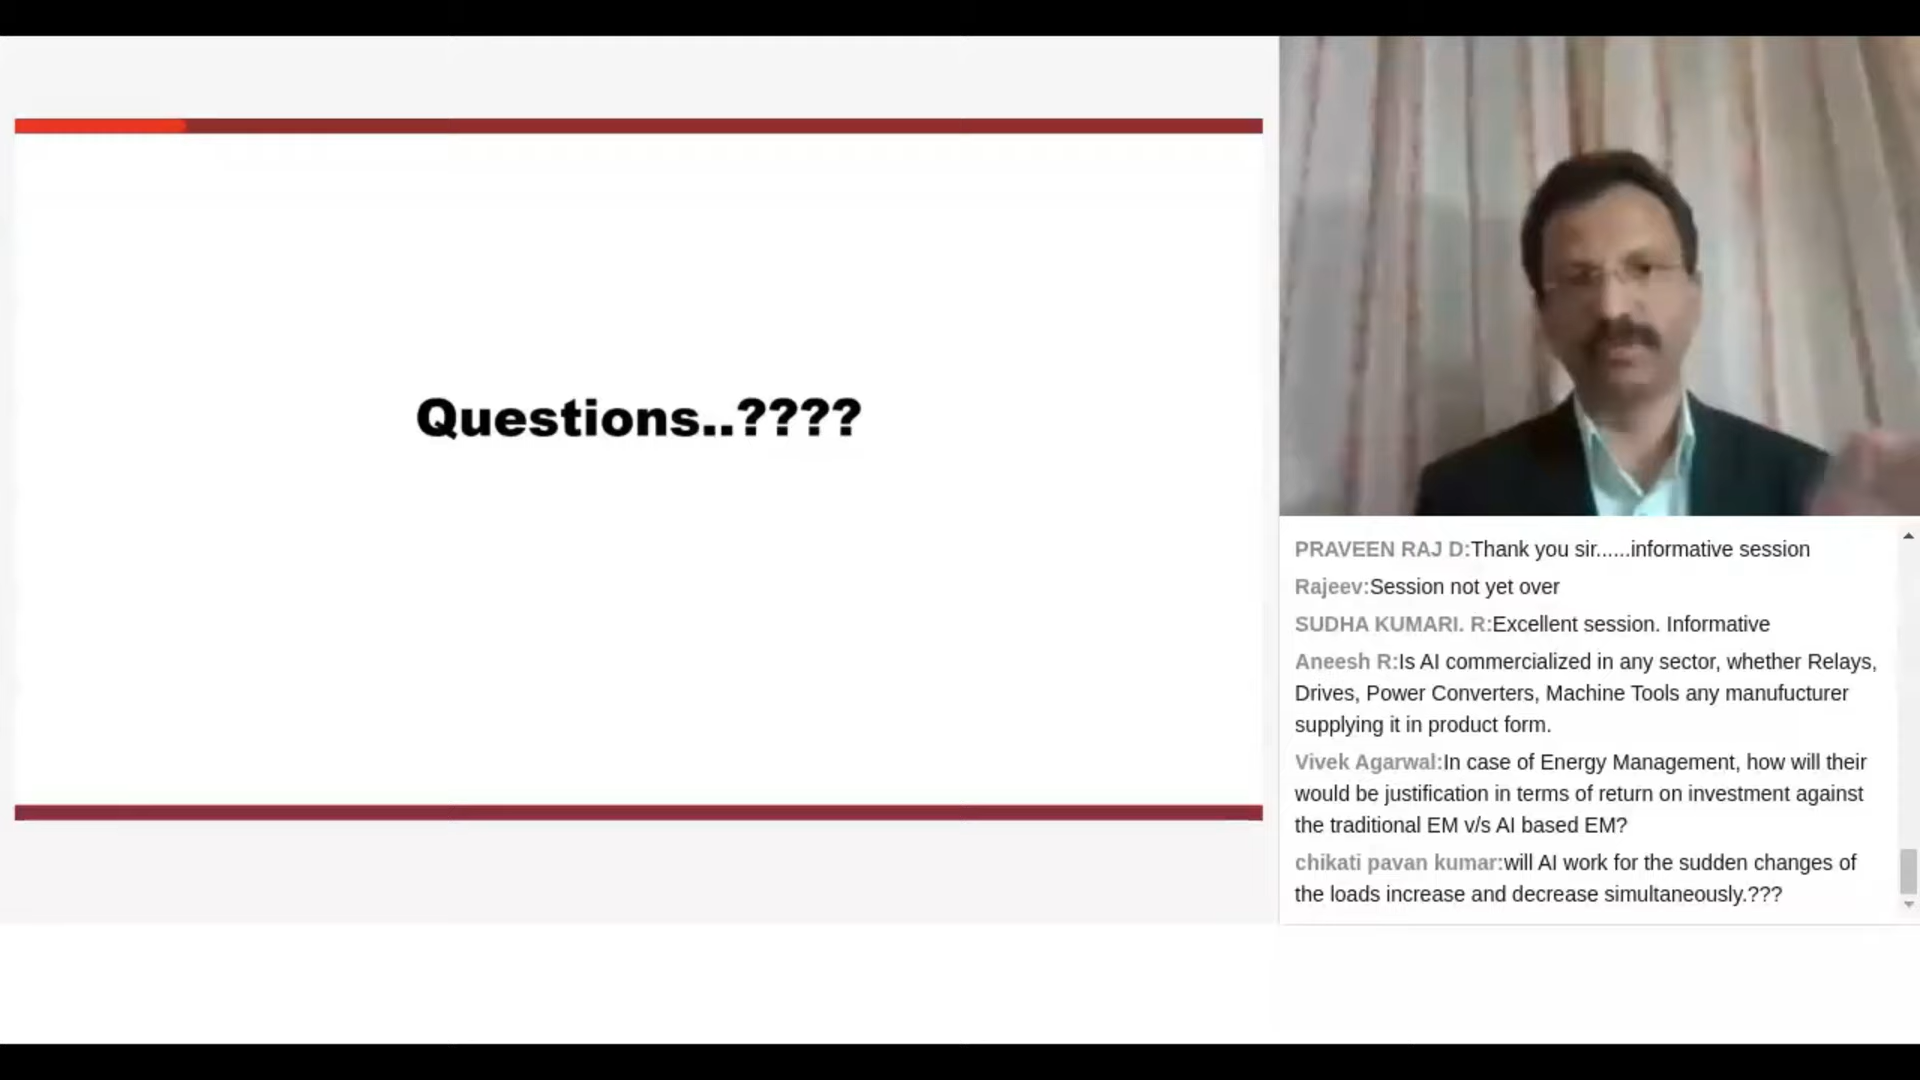 Questions..????
PRAVEEN RAJ D:Thank you sir......informative session
Rajeev:Session not yet over
SUDHA KUMARI. R:Excellent session. Informative
Aneesh R:Is AI commercialized in any sector, whether Relays,
Drives, Power Converters, Machine Tools any manufucturer
supplying it in product form.
Vivek Agarwal:In case of Energy Management, how will their
would be justification in terms of return on investment against
the traditional EM v/s AI based EM?
chikati pavan kumar:will AI work for the sudden changes of
the loads increase and decrease simultaneously.???